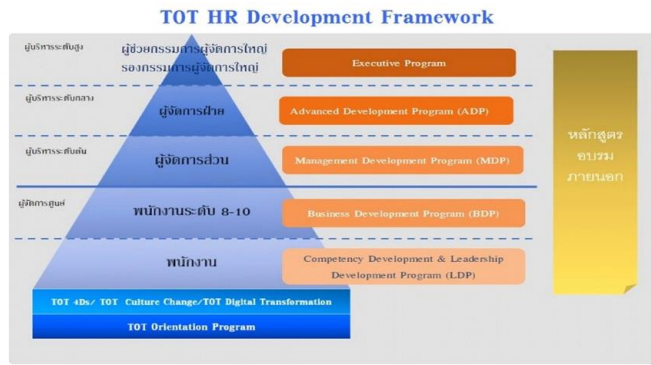 TOT HR Development Framework
ผู้บริหารระดับสูง
ผู้ช่วยกรรมการผู้จัดการใหญ่
รองกรรมการผู้จัดการใหญ่
Executive Program
ผู้บริหารระดับกลาง
ผู้จัดการฝ่าย
Advanced Development Program (ADP)
ผู้บริหารระดับต้น
ผู้จัดการส่วน
Management Development Program (MDP)
ผู้จัดการศูนย์
พนักงานระดับ 8-10
Business Development Program (BDP)
พนักงาน
Competency Development & Leadership
Development Program (LDP)
TOT 4Ds/ TOT Culture Change/TOT Digital Transformation
TOT Orientation Program
หลักสูตร
อบรม
ภายนอก